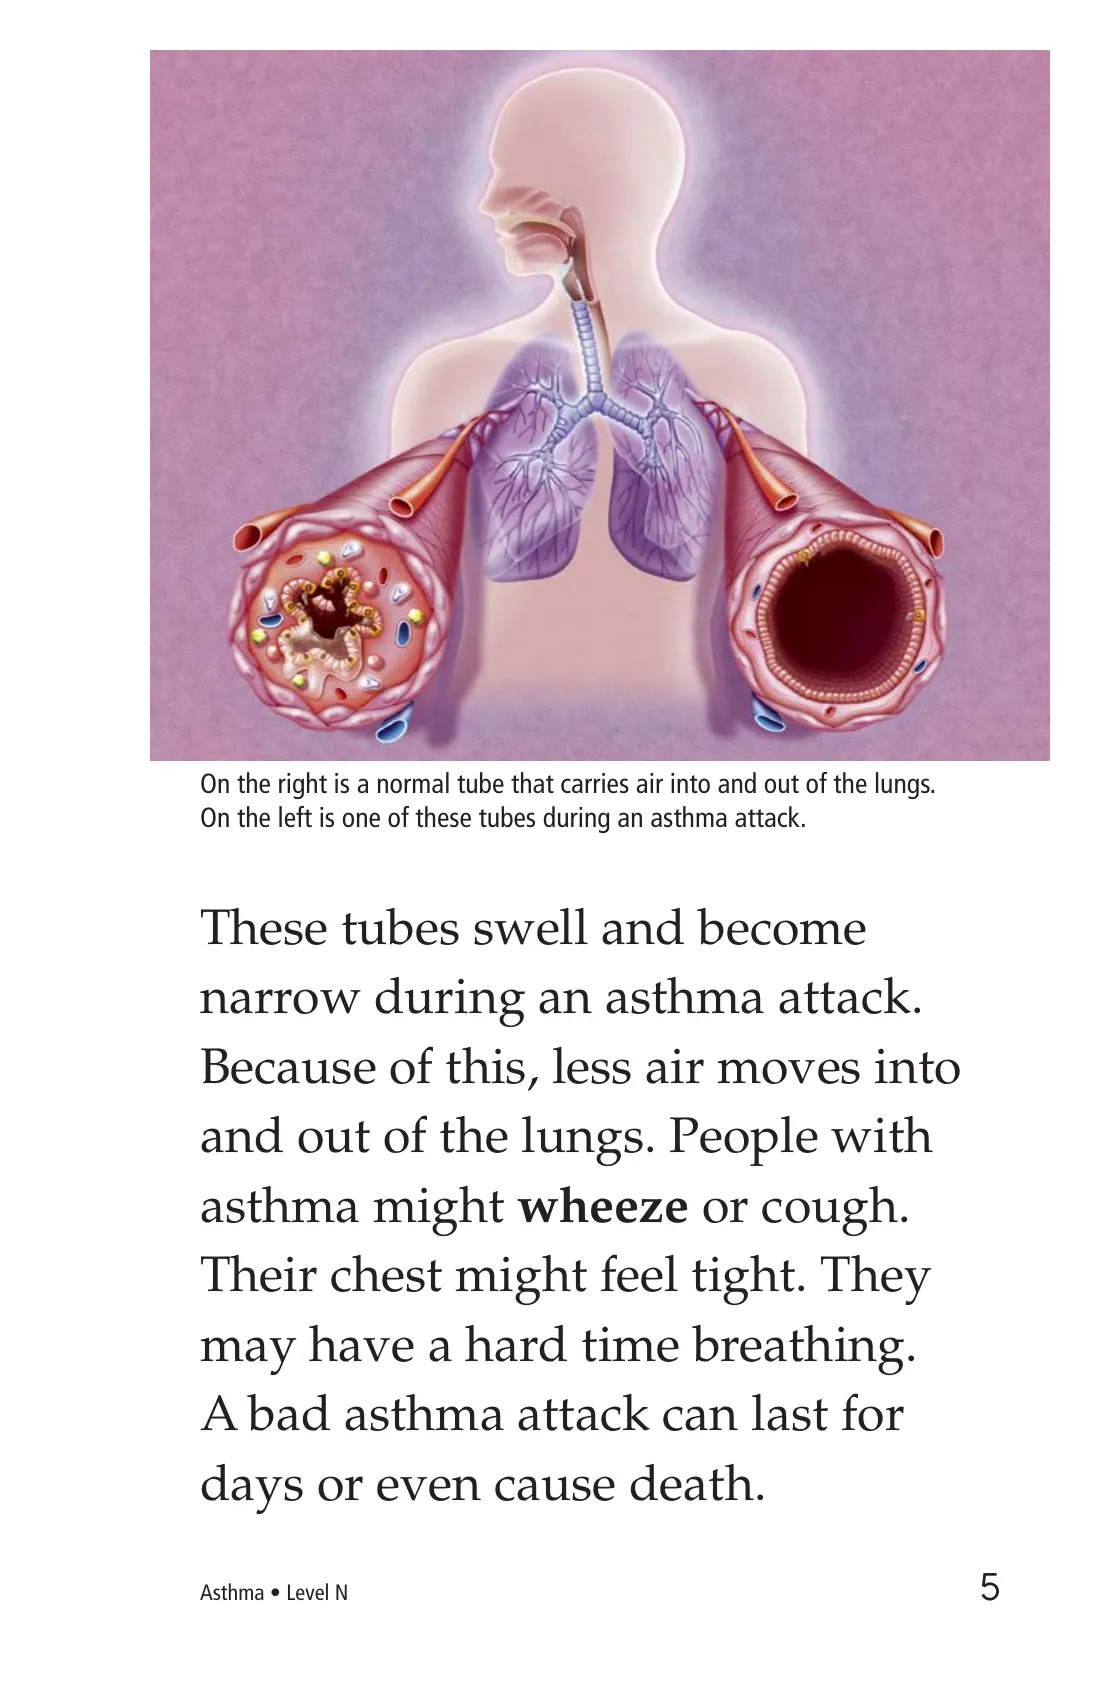 On the right is a normal tube that carries air into and out of the lungs.
On the left is one of these tubes during an asthma attack.
These tubes swell and become
narrow during an asthma attack.
Because of this, less air moves into
and out of the lungs. People with
asthma might wheeze or cough.
Their chest might feel tight. They
may have a hard time breathing.
A bad asthma attack can last for
days or even cause death.
Asthma • Level N
5